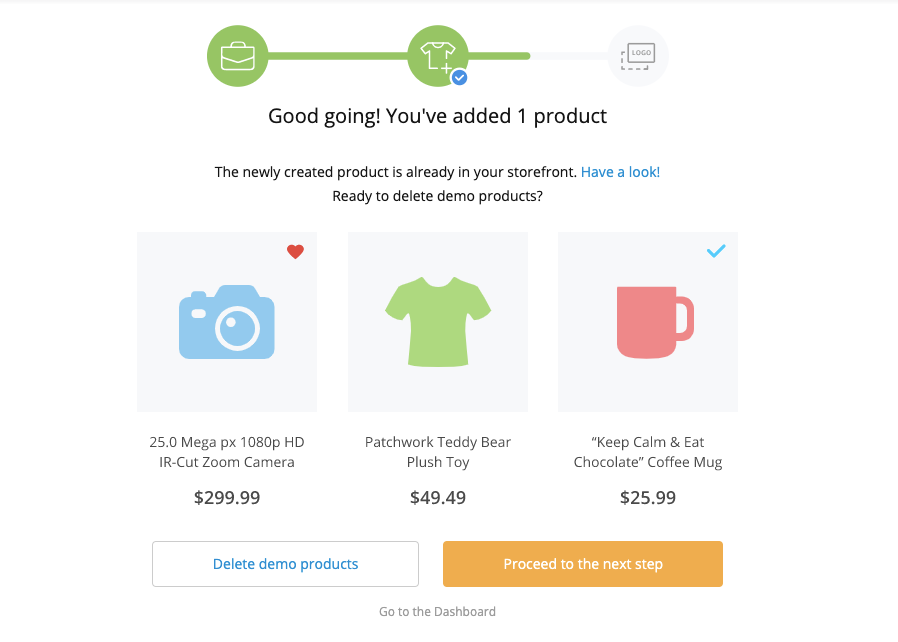 LOGO
Good going! You've added 1 product
The newly created product is already in your storefront. Have a look!
Ready to delete demo products?
25.0 Mega px 1080p HD
IR-Cut Zoom Camera
$299.99
Patchwork Teddy Bear
Plush Toy
$49.49
“Keep Calm & Eat
Chocolate” Coffee Mug
$25.99
Delete demo products
Proceed to the next step
Go to the Dashboard